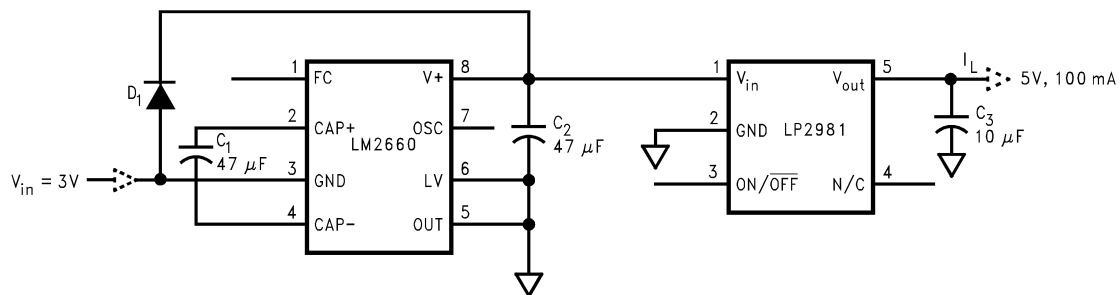 1
FC
V+
8
D1
2
CAP+
OSC
7
C1
47 μF
LM2660
C2
47 μF
Vin = 3V
3
GND
LV
6
4
CAP-
OUT
5
1
Vin
Vout
5
IL
5V, 100 mA
2
GND
LP2981
C3
10 μF
3
ON/O̅F̅F̅
N/C
4